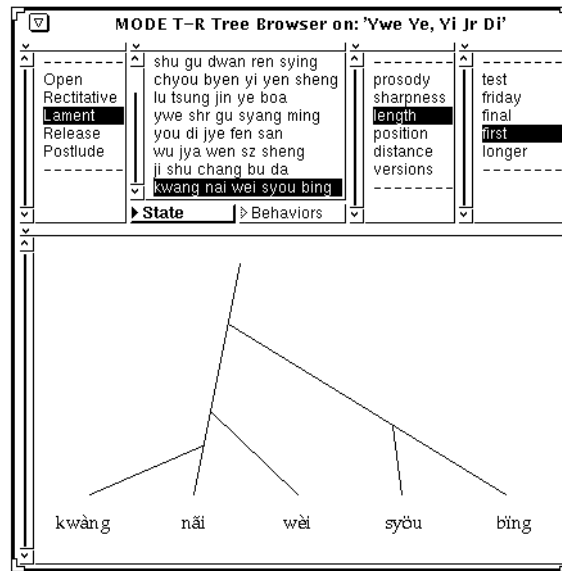 MODE T-R Tree Browser on: 'Ywe Ye, Yi Jr Di'
Open
Rectitative
Lament
Release
Postlude
shu gu dwan ren sying
chyou byen yi yen sheng
lu tsung jin ye boa
ywe shr gu syang ming
you di jye fen san
wu jya wen sz sheng
ji shu chang bu da
kwang nai wei syou bing
State
Behaviors
prosody
sharpness
length
position
distance
versions
test
friday
final
first
longer
kwàng nãi wèi syöu bïng